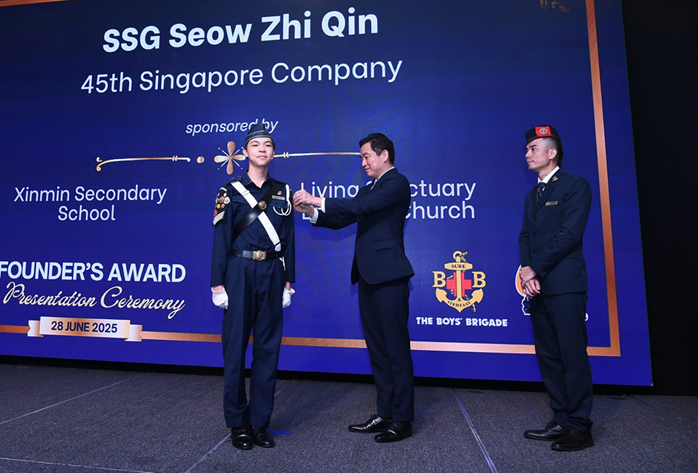 SSG Seow Zhi Qin
45th Singapore Company
sponsored by
Xinmin Secondary
School
Living
Church
FOUNDER'S AWARD
Presentation Ceremony
28 JUNE 2025
SURE
B B
STEDFAST
THE BOYS' BRIGADE